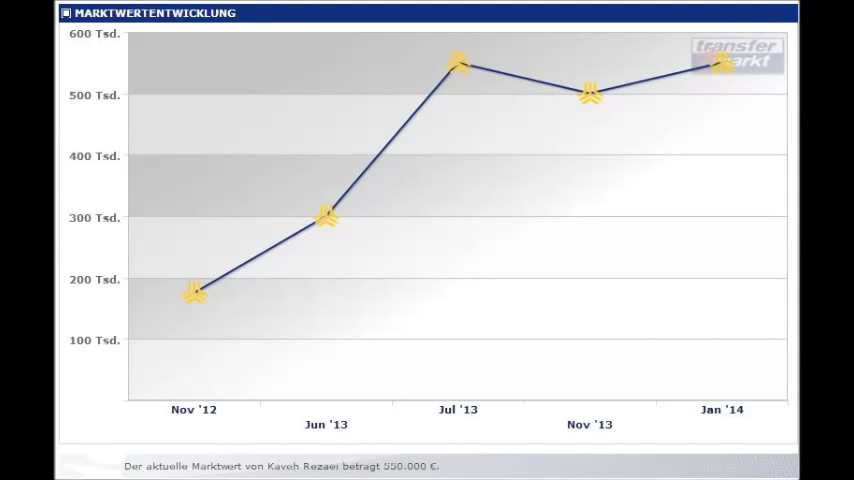 MARKTWERTENTWICKLUNG
600 Tsd.
transfer
markt
500 Tsd.
400 Tsd.
300 Tsd.
200 Tsd.
100 Tsd.
Nov '12
Jun '13
Jul '13
Nov '13
Jan '14
Der aktuelle Marktwert von Kaveh Rezaei beträgt 550.000 €.